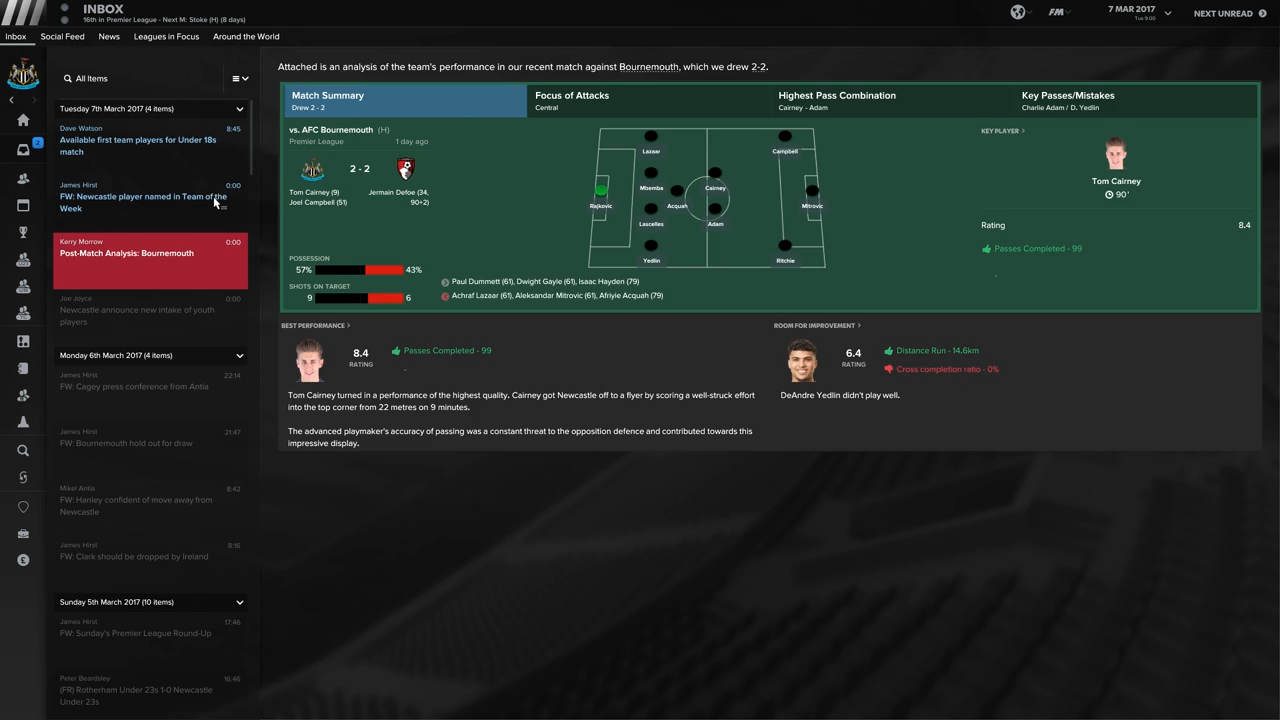 INBOX
16th in Premier League - Next M: Stoke (H) (8 days)
FM
7 MAR 2017
Tue 9:00
NEXT UNREAD
Inbox
Social Feed
News
Leagues in Focus
Around the World
All Items
Tuesday 7th March 2017 (4 items)
Dave Watson 8:45
Available first team players for Under 18s
match
James Hirst 0:00
FW: Newcastle player named in Team of the
Week
Kerry Morrow 0:00
Post-Match Analysis: Bournemouth
Joe Joyce 0:00
Newcastle announce new intake of youth
players
Monday 6th March 2017 (4 items)
James Hirst 22:14
FW: Cagey press conference from Antia
James Hirst 21:47
FW: Bournemouth hold out for draw
Mikel Antia 8:42
FW: Hanley confident of move away from
Newcastle
James Hirst 8:16
FW: Clark should be dropped by Ireland
Sunday 5th March 2017 (10 items)
James Hirst 17:46
FW: Sunday's Premier League Round-Up
Peter Beardsley 16:46
(FR) Rotherham Under 23s 1-0 Newcastle
Under 23s
2
Attached is an analysis of the team's performance in our recent match against Bournemouth, which we drew 2-2.
Match Summary
Drew 2 - 2
Focus of Attacks
Central
Highest Pass Combination
Cairney - Adam
Key Passes/Mistakes
Charlie Adam / D. Yedlin
vs. AFC Bournemouth (H)
Premier League 1 day ago
2 - 2
Tom Cairney (9)
Joel Campbell (51)
Jermain Defoe (34,
90+2)
POSSESSION
57% 43%
SHOTS ON TARGET
9 6
Lazaar
Campbell
Mbemba
Cairney
Rajkovic
Acquah
Mitrovic
Lascelles
Adam
Yedlin
Ritchie
Paul Dummett (61), Dwight Gayle (61), Isaac Hayden (79)
Achraf Lazaar (61), Aleksandar Mitrovic (61), Afriyie Acquah (79)
KEY PLAYER
Tom Cairney
90'
Rating 8.4
Passes Completed - 99
-
BEST PERFORMANCE
8.4
RATING
Passes Completed - 99
-
Tom Cairney turned in a performance of the highest quality. Cairney got Newcastle off to a flyer by scoring a well-struck effort
into the top corner from 22 metres on 9 minutes.
The advanced playmaker's accuracy of passing was a constant threat to the opposition defence and contributed towards this
impressive display.
ROOM FOR IMPROVEMENT
6.4
RATING
Distance Run - 14.6km
Cross completion ratio - 0%
DeAndre Yedlin didn't play well.